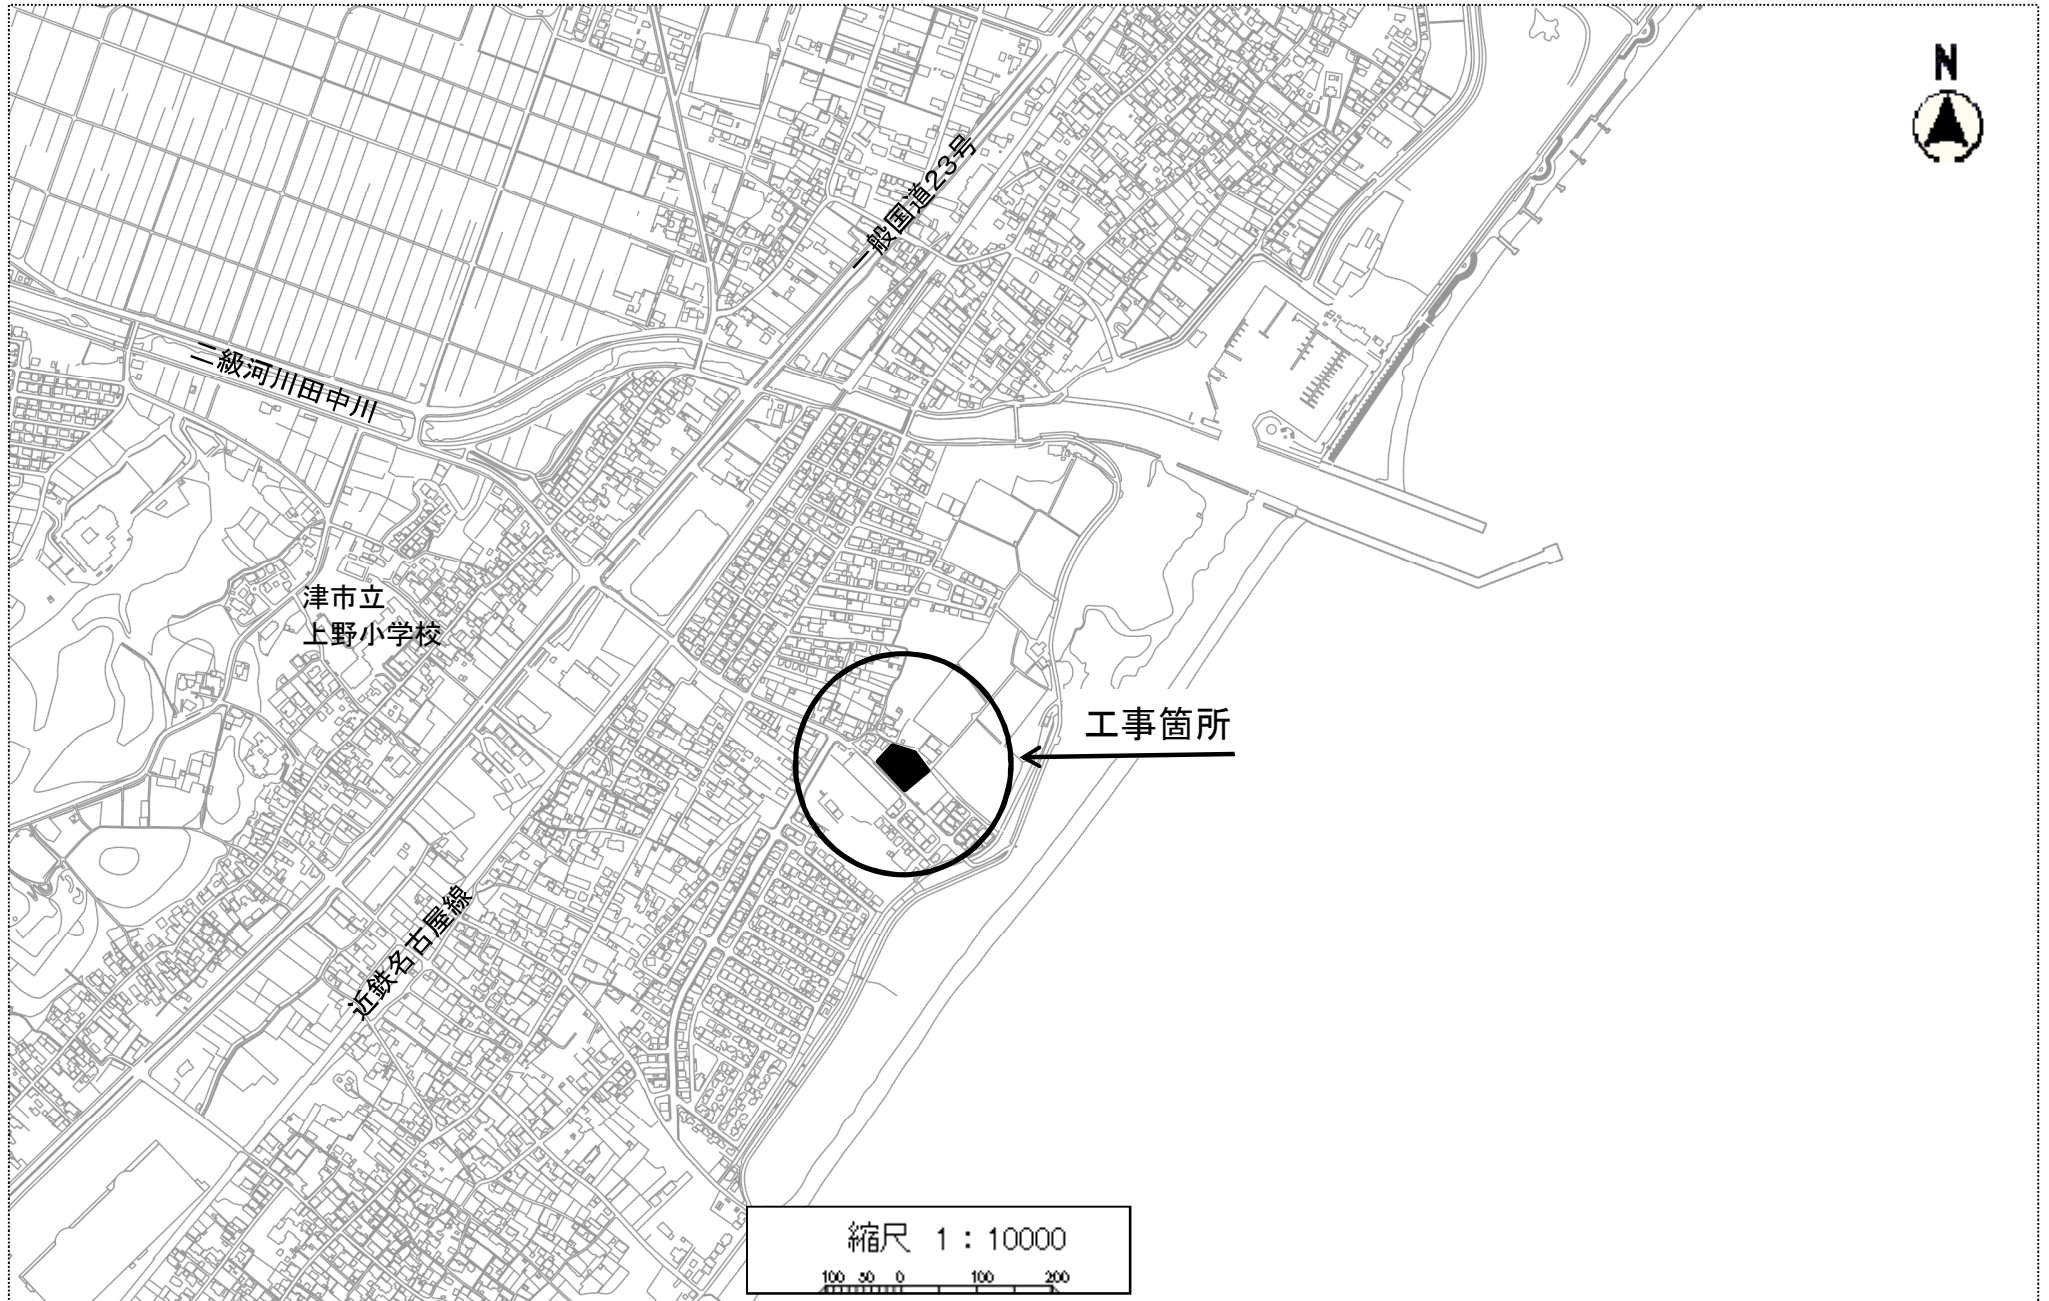 N
一般国道23号
二級河川田中川
津市立
上野小学校
工事箇所
近鉄名古屋線
縮尺 1：10000
100 50 0 100 200